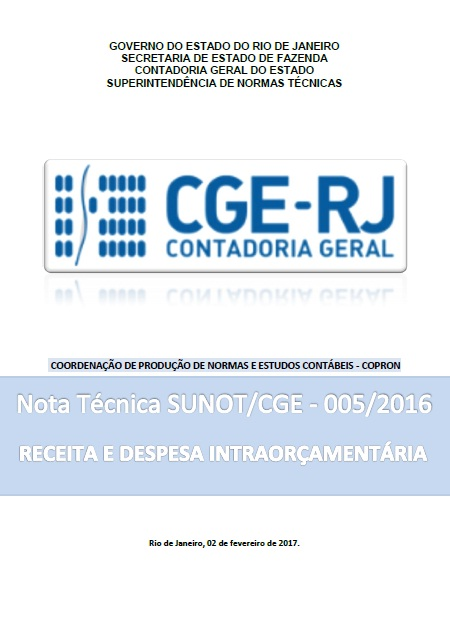 GOVERNO DO ESTADO DO RIO DE JANEIRO
SECRETARIA DE ESTADO DE FAZENDA
CONTADORIA GERAL DO ESTADO
SUPERINTENDÊNCIA DE NORMAS TÉCNICAS
CGE-RJ
CONTADORIA GERAL
COORDENAÇÃO DE PRODUÇÃO DE NORMAS E ESTUDOS CONTÁBEIS - COPRON
Nota Técnica SUNOT/CGE - 005/2016
RECEITA E DESPESA INTRAORÇAMENTÁRIA
Rio de Janeiro, 02 de fevereiro de 2017.